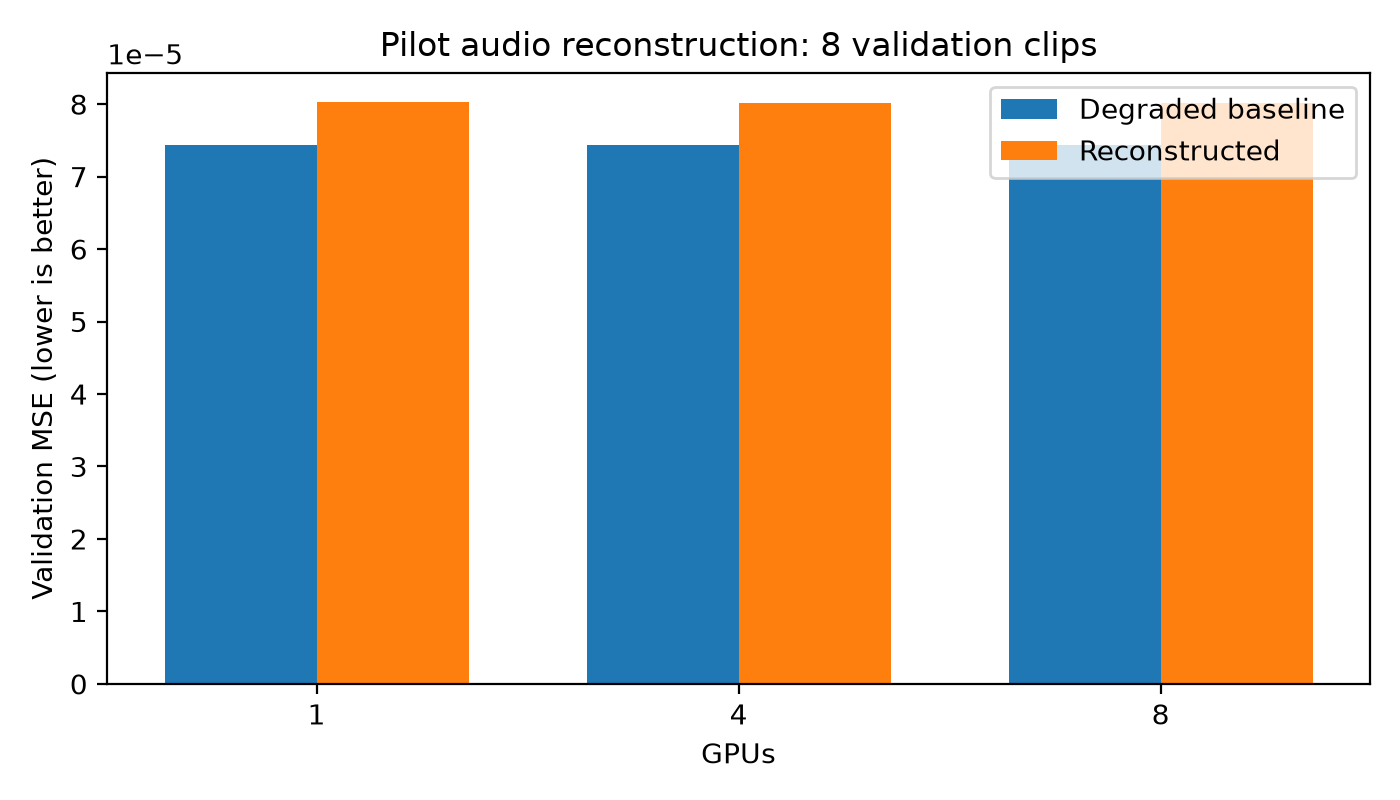 Pilot audio reconstruction: 8 validation clips
1e−5
Degraded baseline
Reconstructed
8
7
6
5
4
3
2
1
0
Validation MSE (lower is better)
1
4
8
GPUs